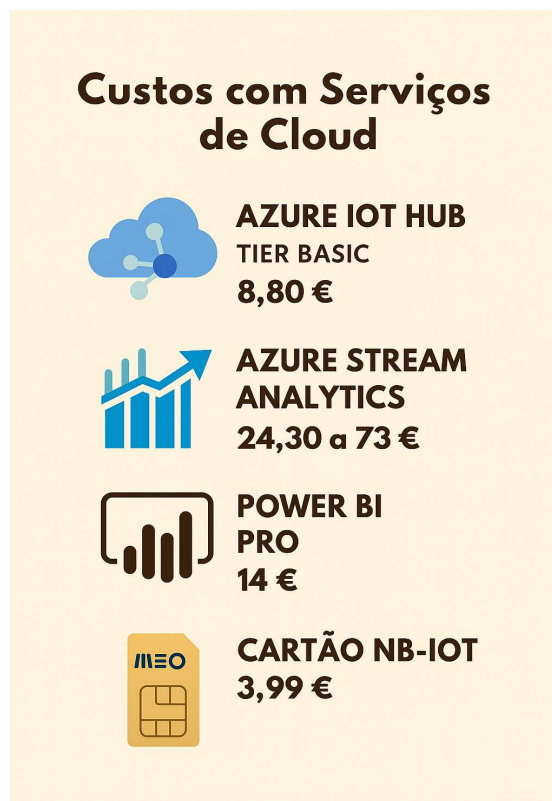 Custos com Serviços
de Cloud
AZURE IOT HUB
TIER BASIC
8,80 €
AZURE STREAM
ANALYTICS
24,30 a 73 €
POWER BI
PRO
14 €
MEO
CARTÃO NB-IOT
3,99 €